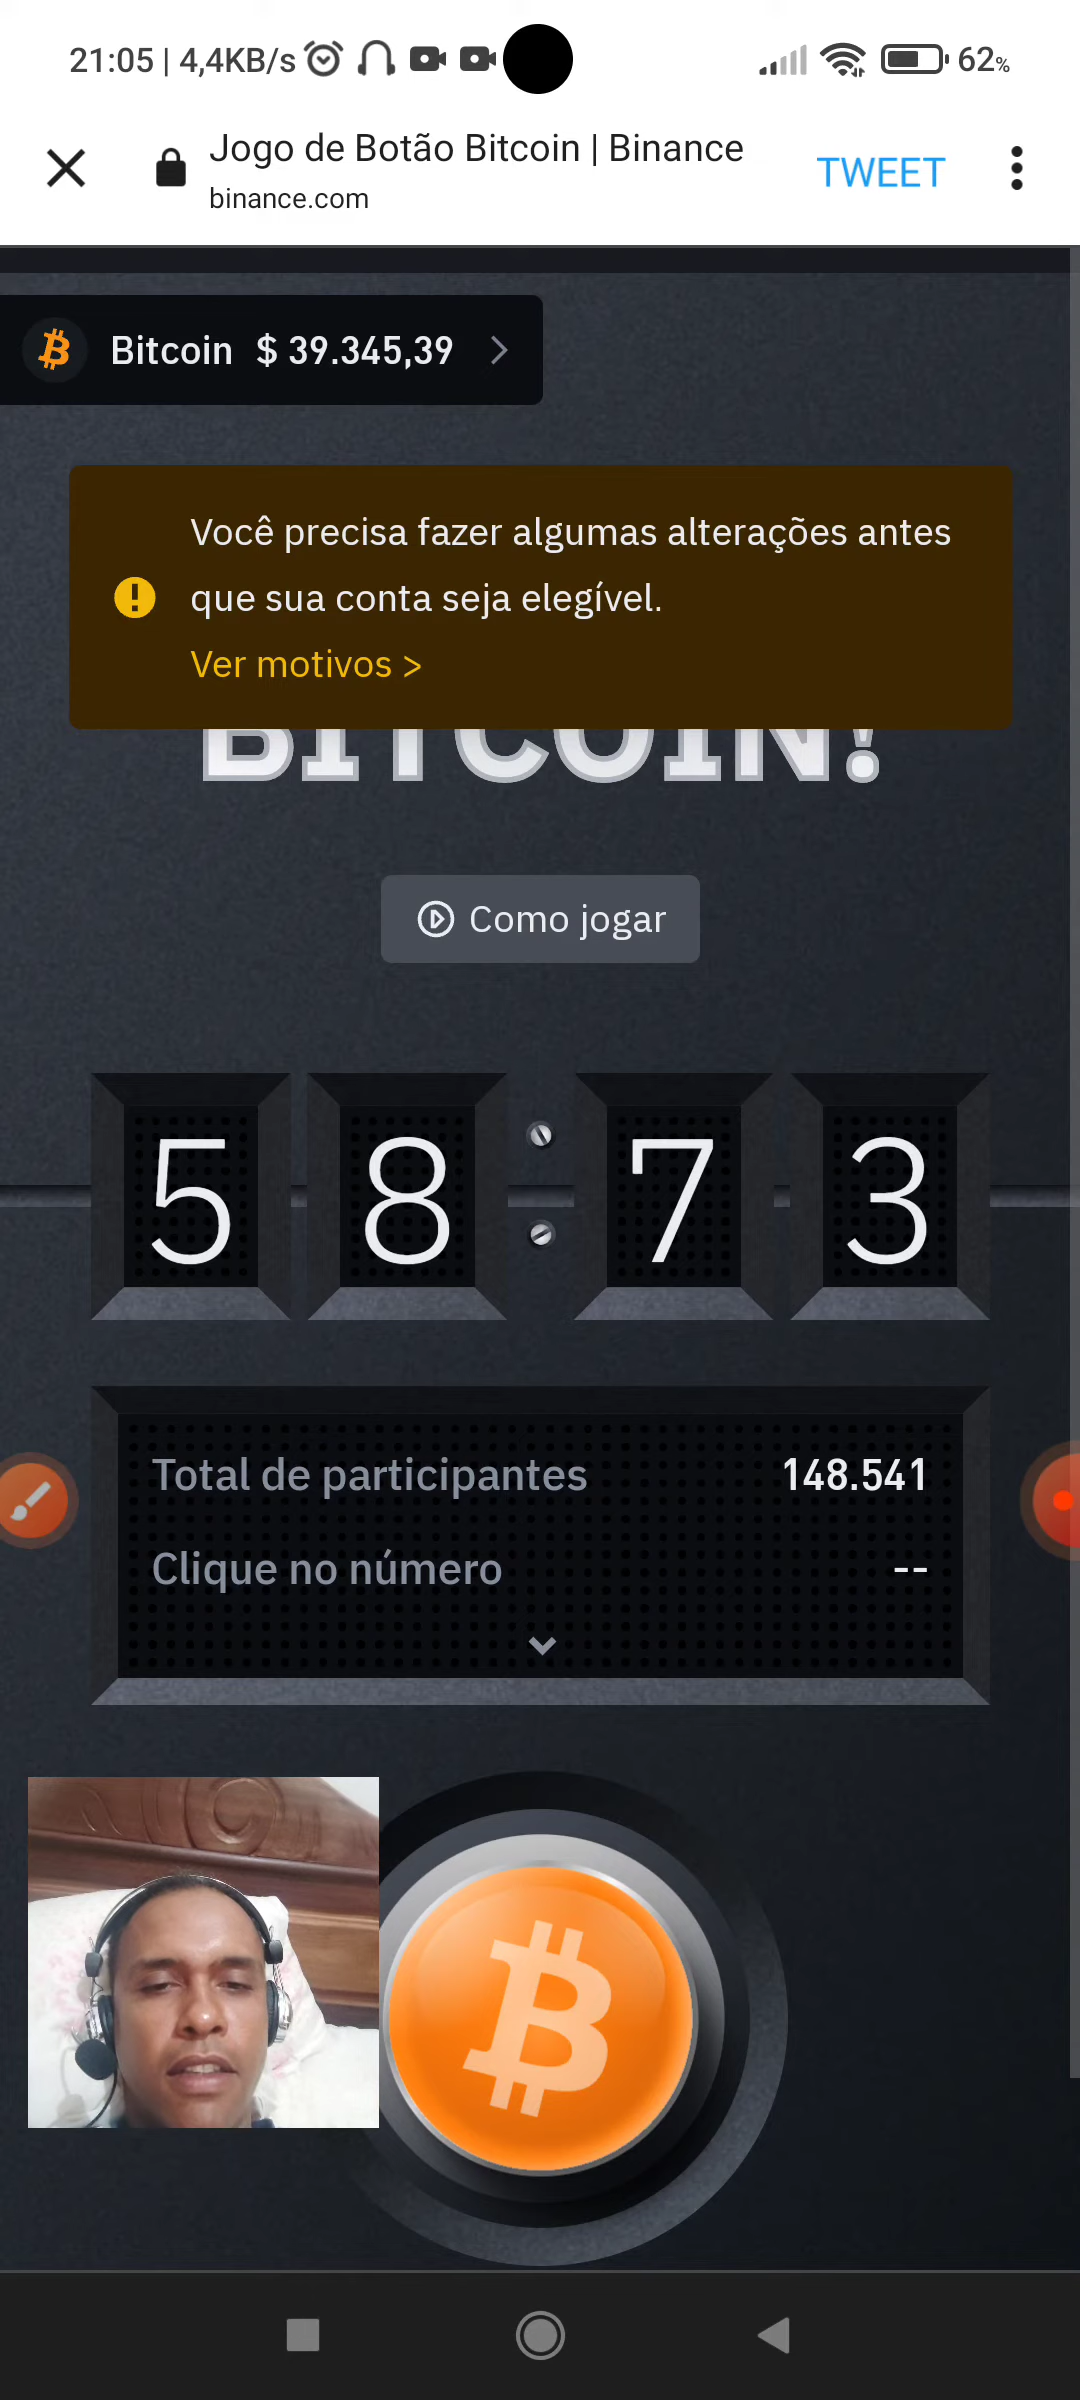 21:05 | 4,4KB/s
62%
Jogo de Botão Bitcoin | Binance
binance.com
TWEET
Bitcoin $ 39.345,39
Você precisa fazer algumas alterações antes
que sua conta seja elegível.
Ver motivos >
BITCOIN!
Como jogar
58:73
Total de participantes 148.541
Clique no número --